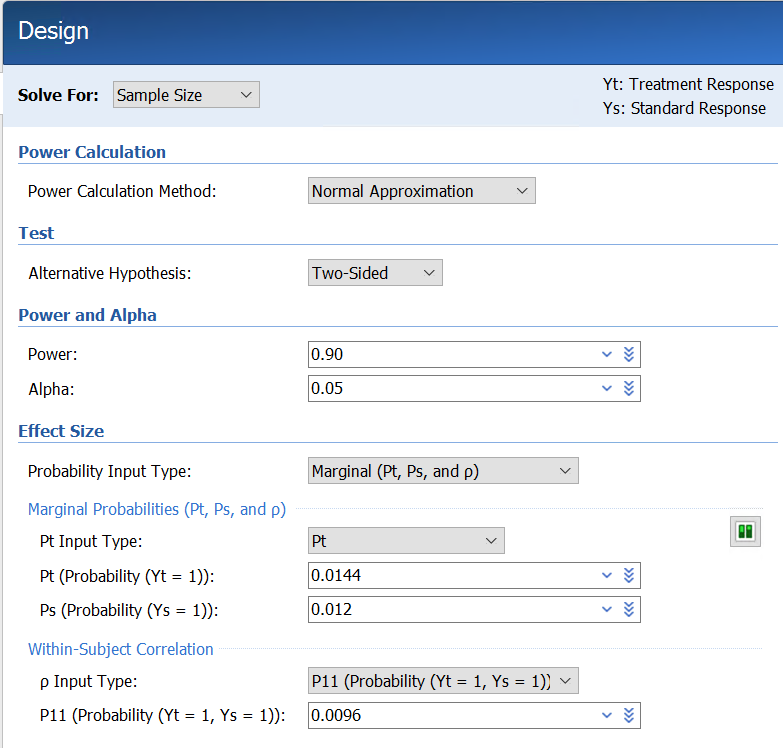 Design
Solve For: Sample Size
Yt: Treatment Response
Ys: Standard Response
Power Calculation
Power Calculation Method: Normal Approximation
Test
Alternative Hypothesis: Two-Sided
Power and Alpha
Power: 0.90
Alpha: 0.05
Effect Size
Probability Input Type: Marginal (Pt, Ps, and ρ)
Marginal Probabilities (Pt, Ps, and ρ)
Pt Input Type: Pt
Pt (Probability (Yt = 1)): 0.0144
Ps (Probability (Ys = 1)): 0.012
Within-Subject Correlation
ρ Input Type: P11 (Probability (Yt = 1, Ys = 1))
P11 (Probability (Yt = 1, Ys = 1)): 0.0096